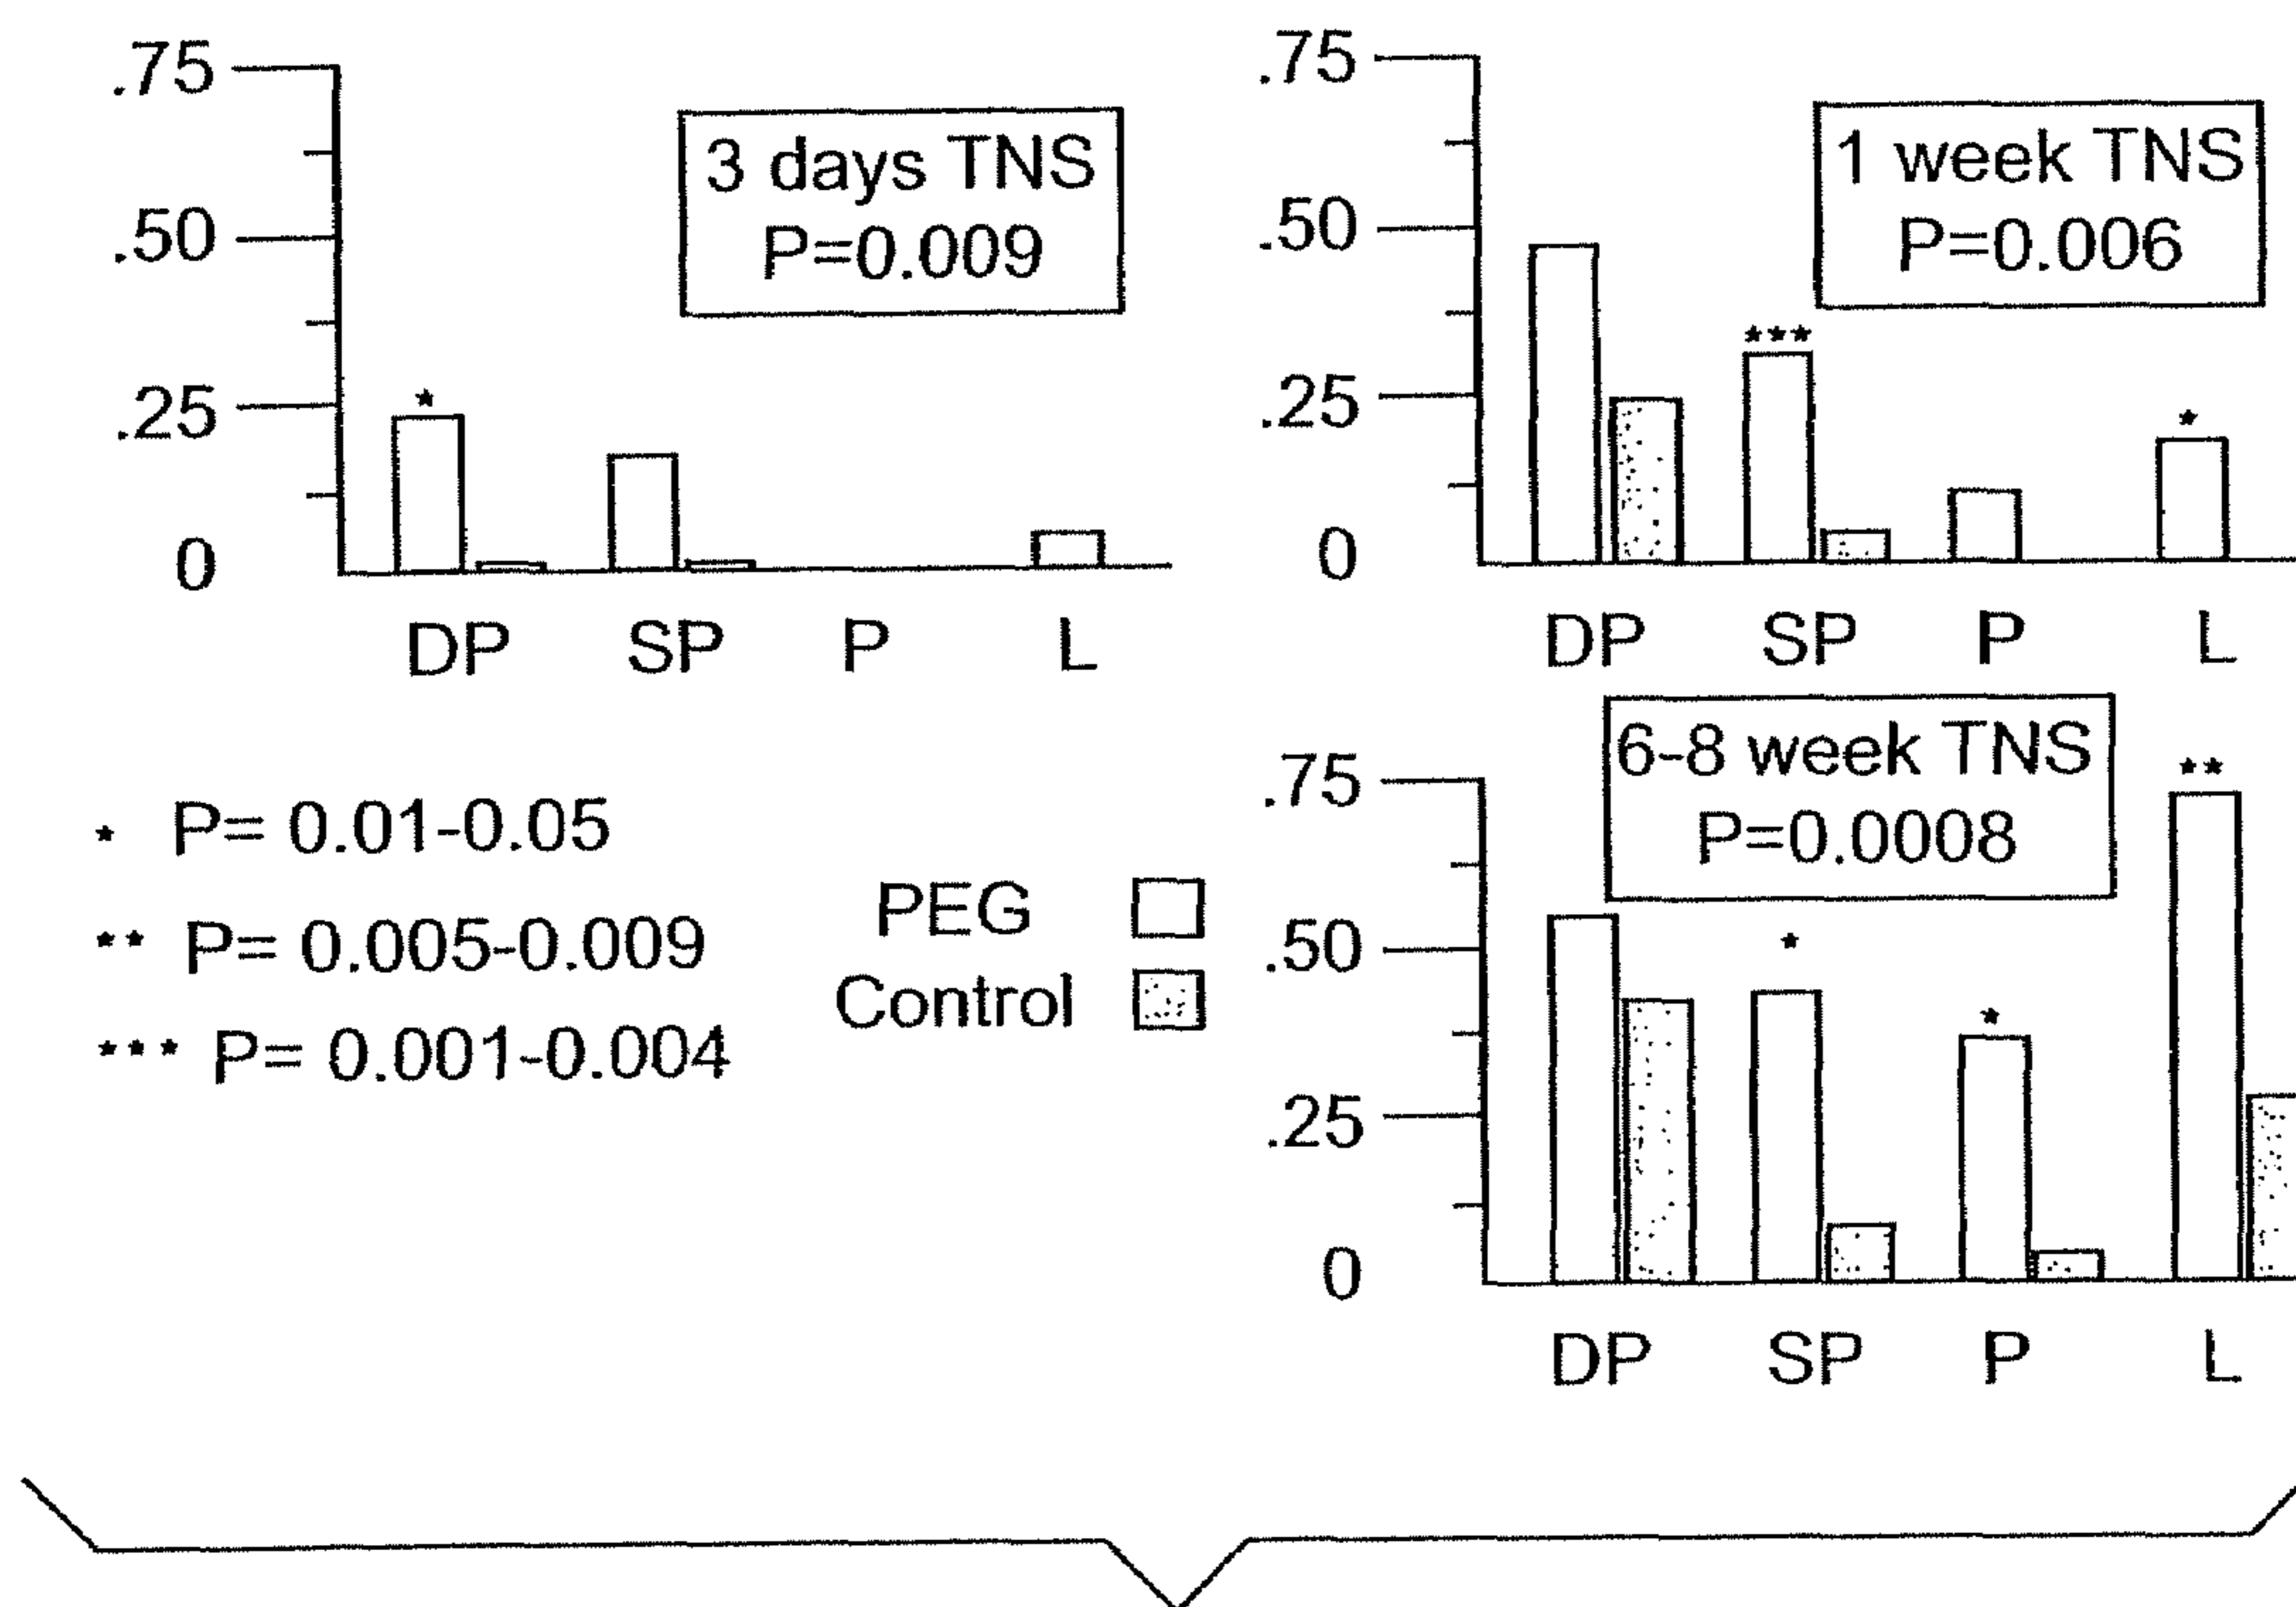 .75
3 days TNS
P=0.009
.50
.25
*
0
DP SP P L
.75
1 week TNS
P=0.006
.50
***
.25
*
0
DP SP P L
* P= 0.01-0.05
** P= 0.005-0.009
*** P= 0.001-0.004
PEG
Control
6-8 week TNS
P=0.0008
.75
**
.50
*
*
.25
0
DP SP P L